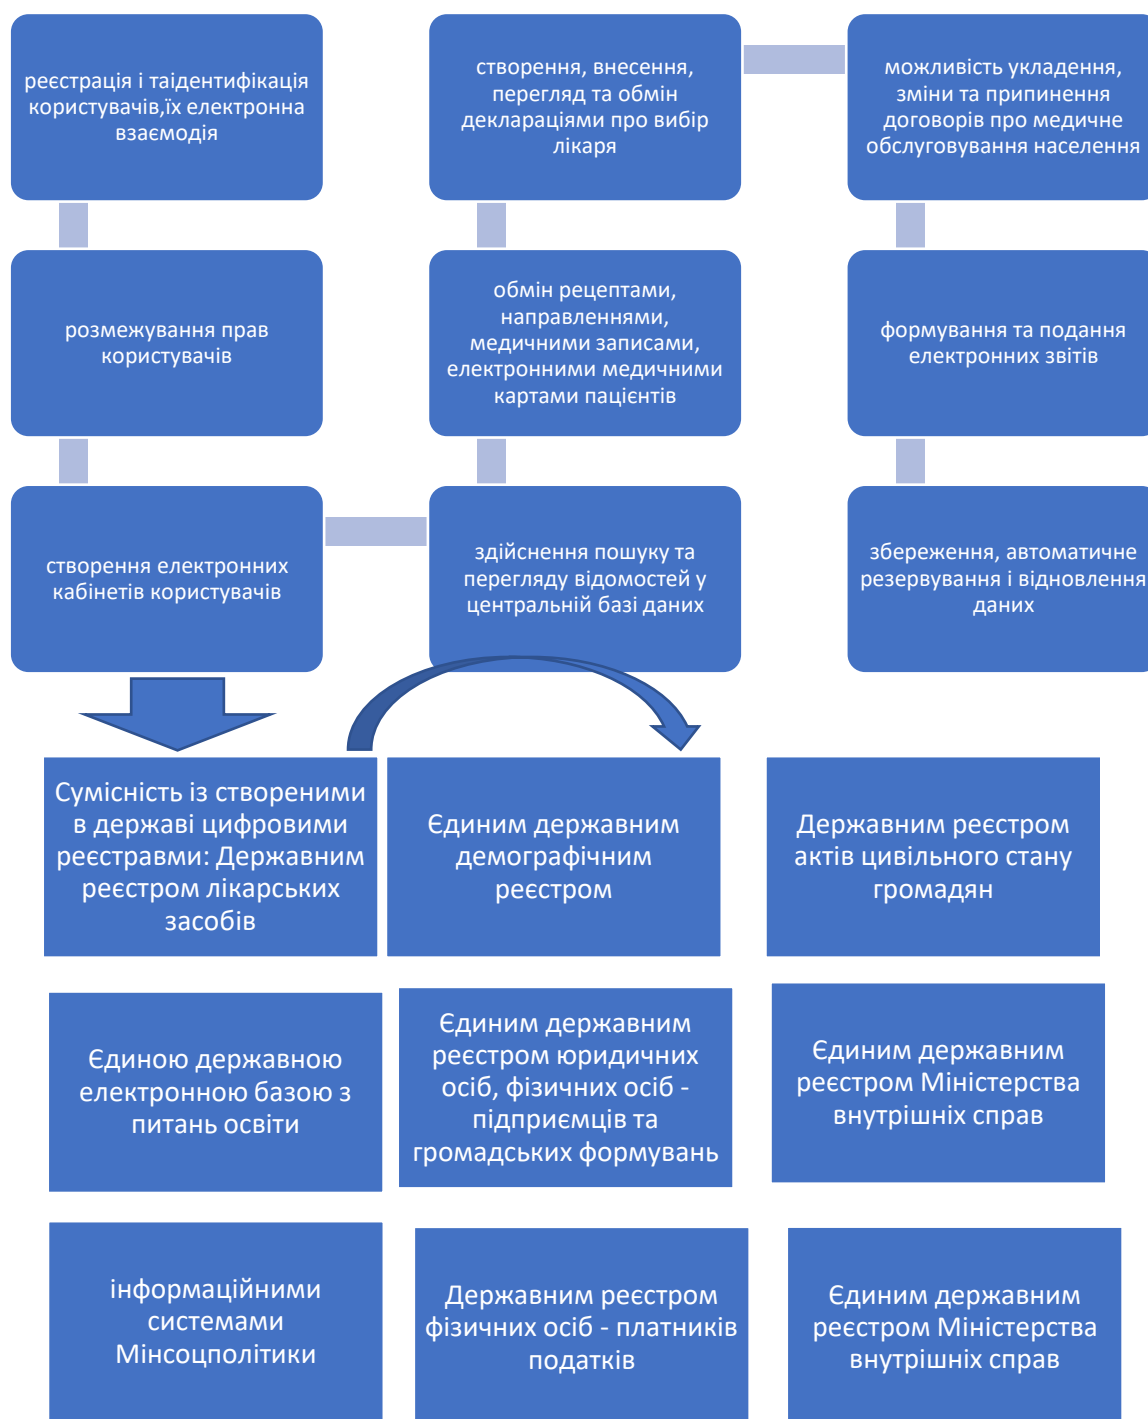 реєстрація і таідентифікація
користувачів,їх електронна
взаємодія
створення, внесення,
перегляд та обмін
деклараціями про вибір
лікаря
можливість укладення,
зміни та припинення
договорів про медичне
обслуговування населення
розмежування прав
користувачів
обмін рецептами,
направленнями,
медичними записами,
електронними медичними
картами пацієнтів
формування та подання
електронних звітів
створення електронних
кабінетів користувачів
здійснення пошуку та
перегляду відомостей у
центральній базі даних
збереження, автоматичне
резервування і відновлення
даних
Сумісність із створеними
в державі цифровими
реєстравми: Державним
реєстром лікарських
засобів
Єдиним державним
демографічним
реєстром
Державним реєстром
актів цивільного стану
громадян
Єдиною державною
електронною базою з
питань освіти
Єдиним державним
реєстром юридичних
осіб, фізичних осіб -
підприємців та
громадських формувань
Єдиним державним
реєстром Міністерства
внутрішніх справ
інформаційними
системами
Мінсоцполітики
Державним реєстром
фізичних осіб - платників
податків
Єдиним державним
реєстром Міністерства
внутрішніх справ